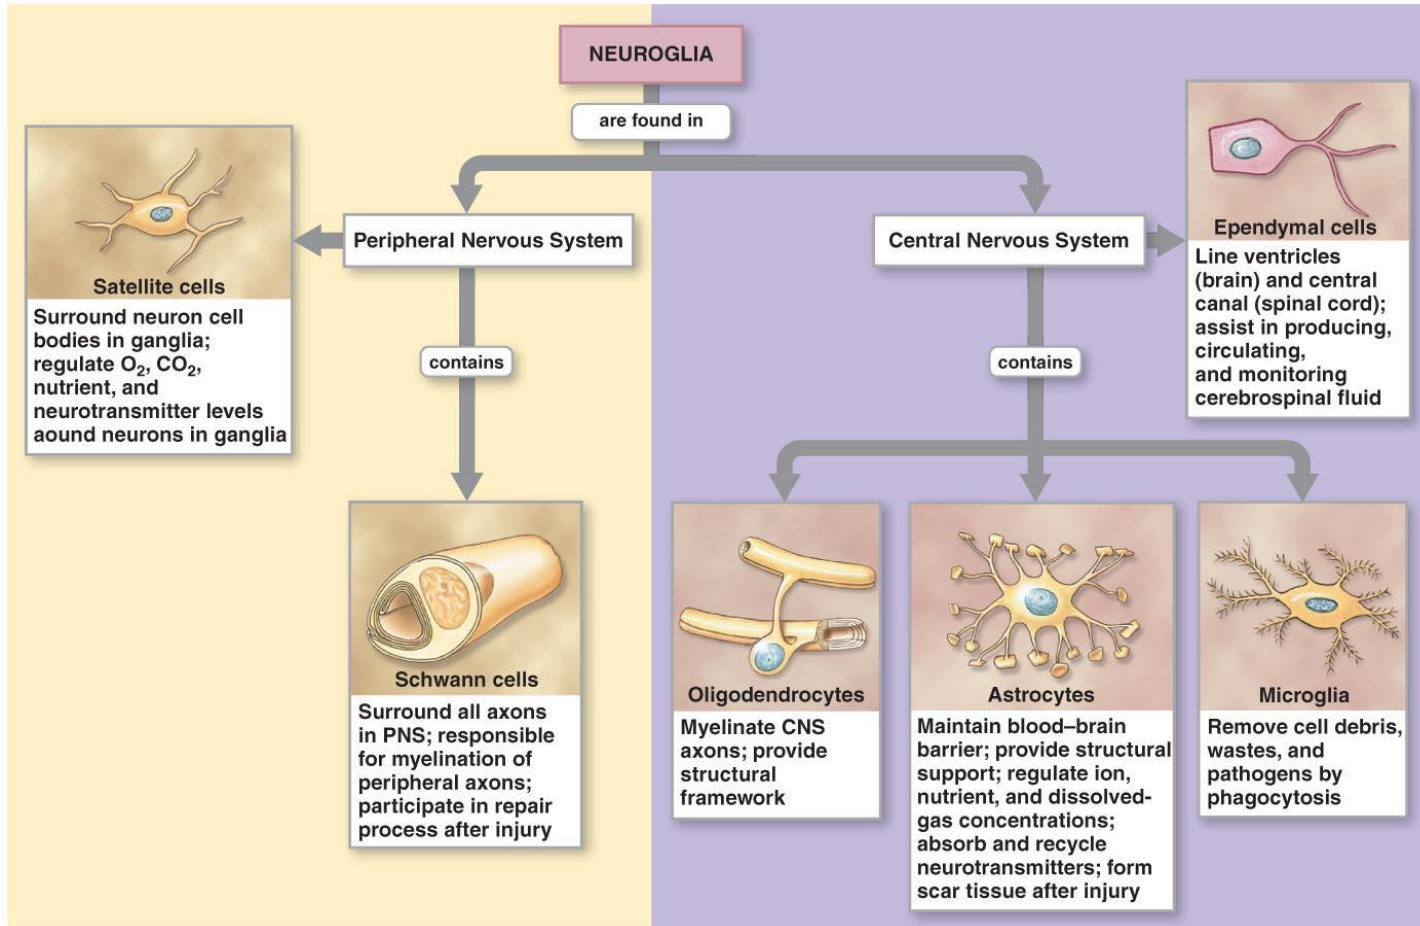 NEUROGLIA
are found in
Peripheral Nervous System
Central Nervous System
Satellite cells
Surround neuron cell
bodies in ganglia;
regulate O₂, CO₂,
nutrient, and
neurotransmitter levels
aound neurons in ganglia
contains
Schwann cells
Surround all axons
in PNS; responsible
for myelination of
peripheral axons;
participate in repair
process after injury
Ependymal cells
Line ventricles
(brain) and central
canal (spinal cord);
assist in producing,
circulating,
and monitoring
cerebrospinal fluid
contains
Oligodendrocytes
Myelinate CNS
axons; provide
structural
framework
Astrocytes
Maintain blood–brain
barrier; provide structural
support; regulate ion,
nutrient, and dissolved-
gas concentrations;
absorb and recycle
neurotransmitters; form
scar tissue after injury
Microglia
Remove cell debris,
wastes, and
pathogens by
phagocytosis